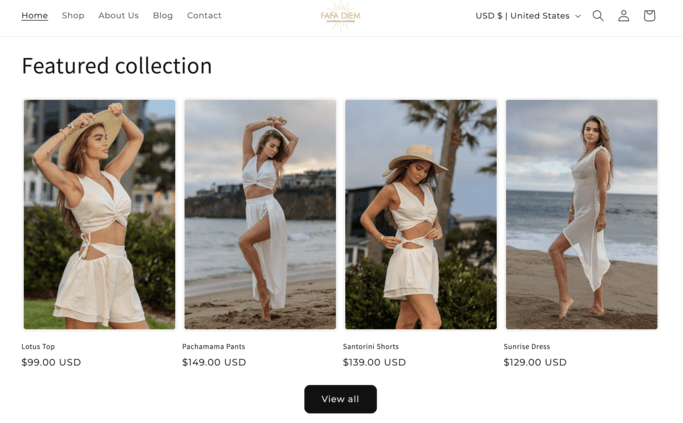 Home Shop About Us Blog Contact
FAFA DIEM
USD $ | United States
Featured collection
Lotus Top
$99.00 USD
Pachamama Pants
$149.00 USD
Santorini Shorts
$139.00 USD
Sunrise Dress
$129.00 USD
View all